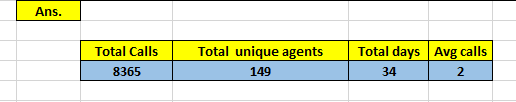 Ans.
Total Calls Total unique agents Total days Avg calls
8365 149 34 2